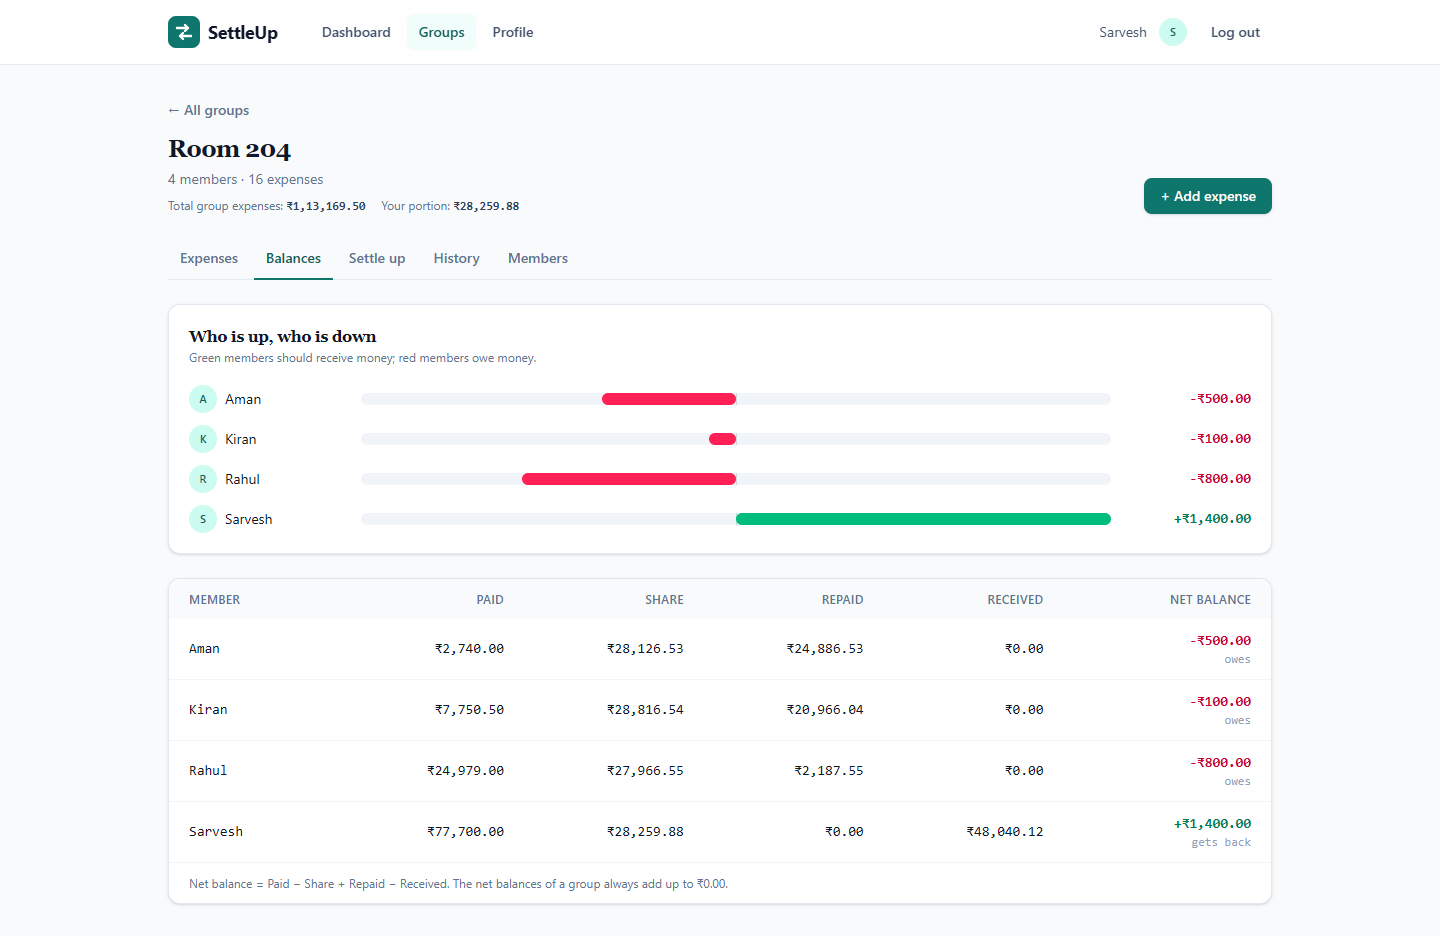 SettleUp Dashboard Groups Profile Sarvesh S Log out
← All groups
Room 204
4 members · 16 expenses
Total group expenses: ₹1,13,169.50 Your portion: ₹28,259.88
+ Add expense
Expenses Balances Settle up History Members
Who is up, who is down
Green members should receive money; red members owe money.
A Aman -₹500.00
K Kiran -₹100.00
R Rahul -₹800.00
S Sarvesh +₹1,400.00
MEMBER PAID SHARE REPAID RECEIVED NET BALANCE
Aman ₹2,740.00 ₹28,126.53 ₹24,886.53 ₹0.00 -₹500.00
owes
Kiran ₹7,750.50 ₹28,816.54 ₹20,966.04 ₹0.00 -₹100.00
owes
Rahul ₹24,979.00 ₹27,966.55 ₹2,187.55 ₹0.00 -₹800.00
owes
Sarvesh ₹77,700.00 ₹28,259.88 ₹0.00 ₹48,040.12 +₹1,400.00
gets back
Net balance = Paid − Share + Repaid − Received. The net balances of a group always add up to ₹0.00.